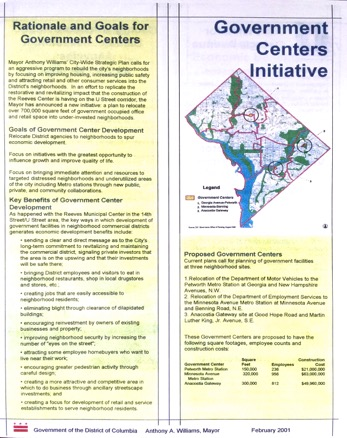 Rationale and Goals for
Government Centers
Mayor Anthony Williams' City-Wide Strategic Plan calls for
an aggressive program to rebuild the city's neighborhoods
by focusing on improving housing, increasing public safety
and attracting retail and other consumer services into the
District's neighborhoods. In an effort to replicate the
restorative and revitalizing impact that the construction of
the Reeves Center is having on the U Street corridor, the
Mayor has announced a new initiative: a plan to relocate
over 700,000 square feet of government occupied office
and retail space into under-invested neighborhoods.
Goals of Government Center Development
Relocate District agencies to neighborhoods to spur
economic development.
Focus on initiatives with the greatest opportunity to
influence growth and improve quality of life.
Focus on bringing immediate attention and resources to
targeted distressed neighborhoods and underutilized areas
of the city including Metro stations through new public,
private, and community collaborations.
Key Benefits of Government Center
Development
As happened with the Reeves Municipal Center in the 14th
Street/U Street area, the key ways in which development of
government facilities in neighborhood commercial districts
generates economic development benefits include:
• sending a clear and direct message as to the City's
long-term commitment to revitalizing and maintaining
the commercial district, signaling private investors that
the area is on the upswing and that their investments
will be safe there;
• bringing District employees and visitors to eat in
neighborhood restaurants, shop in local drugstores
and stores, etc.;
• creating jobs that are easily accessible to
neighborhood residents;
• eliminating blight through clearance of dilapidated
buildings;
• encouraging reinvestment by owners of existing
businesses and property;
• improving neighborhood security by increasing the
number of "eyes on the street";
• attracting some employee homebuyers who want to
live near their work;
• encouraging greater pedestrian activity through
careful design;
• creating a more attractive and competitive area in
which to do business through ancillary streetscape
investments; and
• creating a focus for development of retail and service
establishments to serve neighborhood residents.
Government
Centers
Initiative
Legend
Government Centers
Proposed Government Centers
Current plans call for planning of government facilities
at three neighborhood sites:
1. Relocation of the Department of Motor Vehicles to the
Petworth Metro Station at Georgia and New Hampshire
Avenues, N.W.
2. Relocation of the Department of Employment Services to
the Minnesota Avenue Metro Station at Minnesota Avenue
and Benning Road, N.E.
3. Anacostia Gateway site at Good Hope Road and Martin
Luther King, Jr. Avenue, S.E.
These Government Centers are proposed to have the
following square footages, employee counts and
construction costs:
Square Construction
Government Center Feet Employees Cost
Petworth Metro Station 150,000
Minnesota Avenue 320,000
Metro Station
Anacostia Gateway 300,000
Government of the District of Columbia Anthony A. Williams, Mayor February 2001